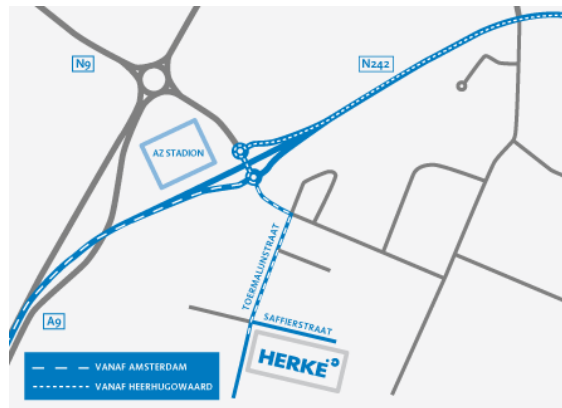 N9
N242
AZ STADION
TOERMALIJNSTRAAT
A9
SAFFIERSTRAAT
HERKE
VANAF AMSTERDAM
VANAF HEERHUGOWAARD